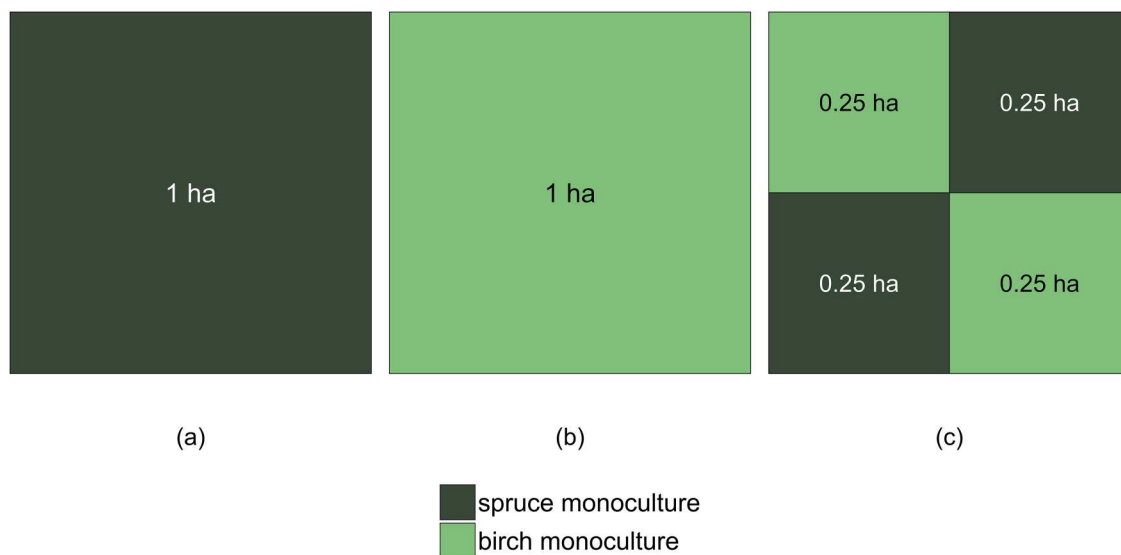 1 ha
1 ha
0.25 ha
0.25 ha
0.25 ha
0.25 ha
(a)
(b)
(c)
spruce monoculture
birch monoculture